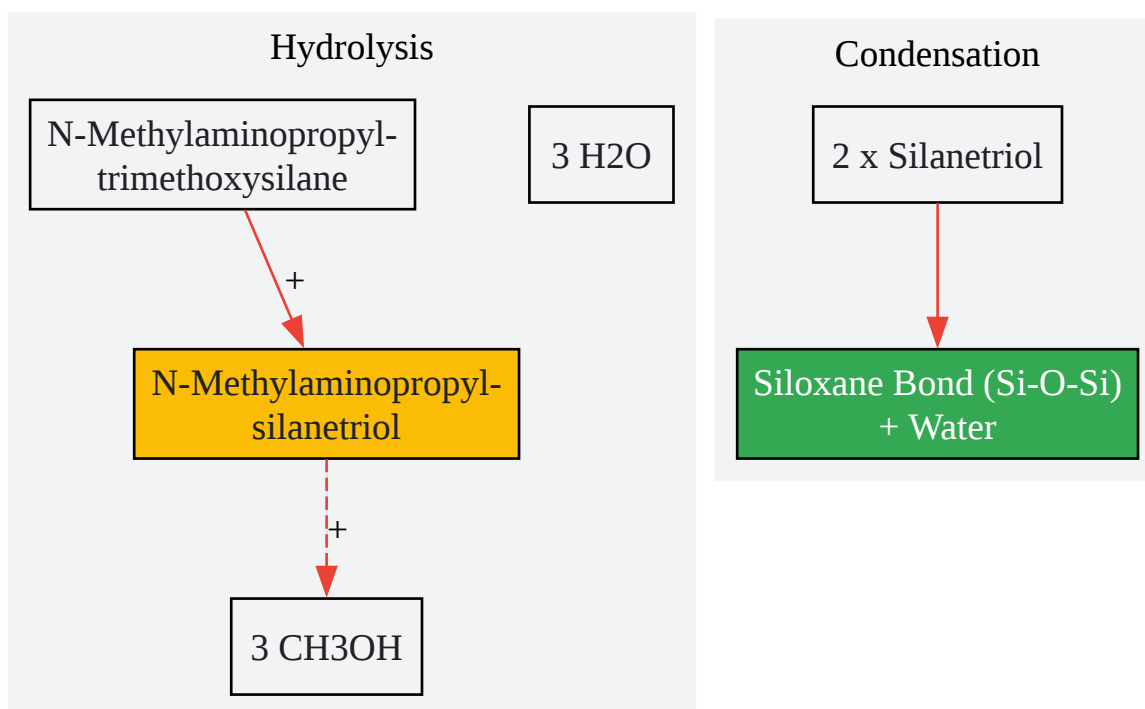 Hydrolysis
N-Methylaminopropyl-
trimethoxysilane
3 H2O
+
N-Methylaminopropyl-
silanetriol
+
3 CH3OH
Condensation
2 x Silanetriol
Siloxane Bond (Si-O-Si)
+ Water